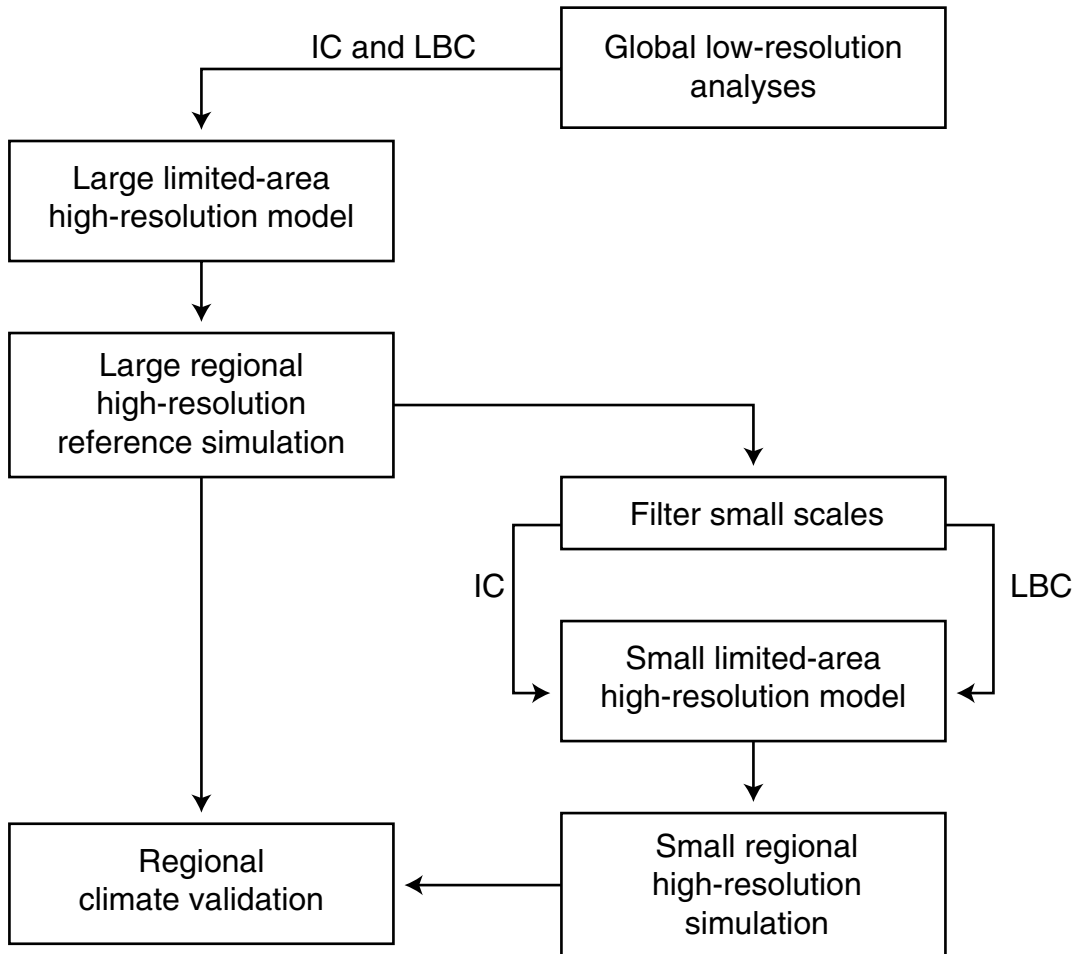 IC and LBC
Global low-resolution
analyses
Large limited-area
high-resolution model
Large regional
high-resolution
reference simulation
Filter small scales
IC
LBC
Small limited-area
high-resolution model
Regional
climate validation
Small regional
high-resolution
simulation